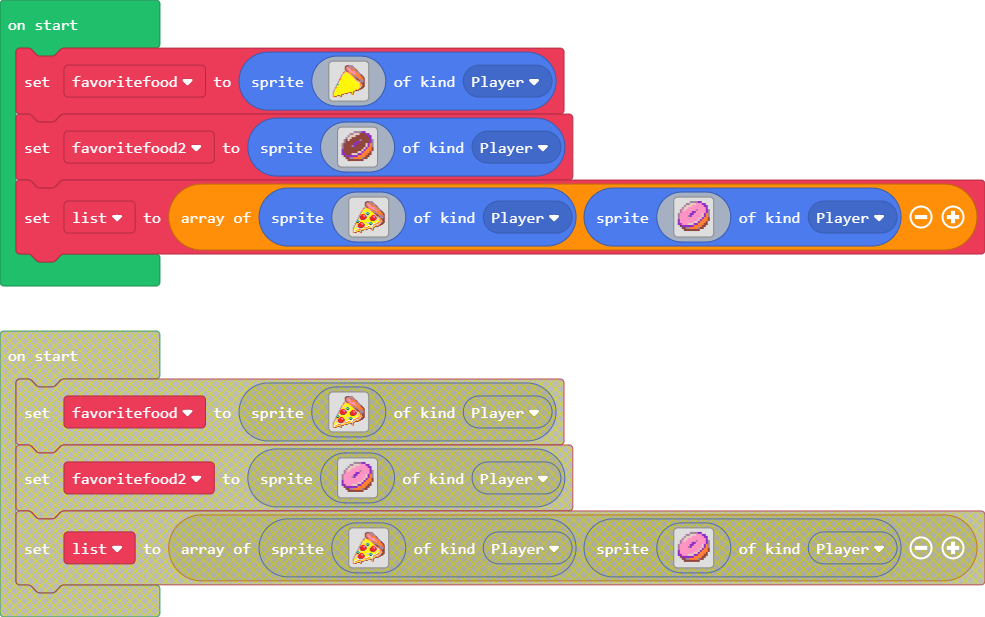 on start
set favoritefood to sprite of kind Player
set favoritefood2 to sprite of kind Player
set list to array of sprite of kind Player sprite of kind Player
on start
set favoritefood to sprite of kind Player
set favoritefood2 to sprite of kind Player
set list to array of sprite of kind Player sprite of kind Player